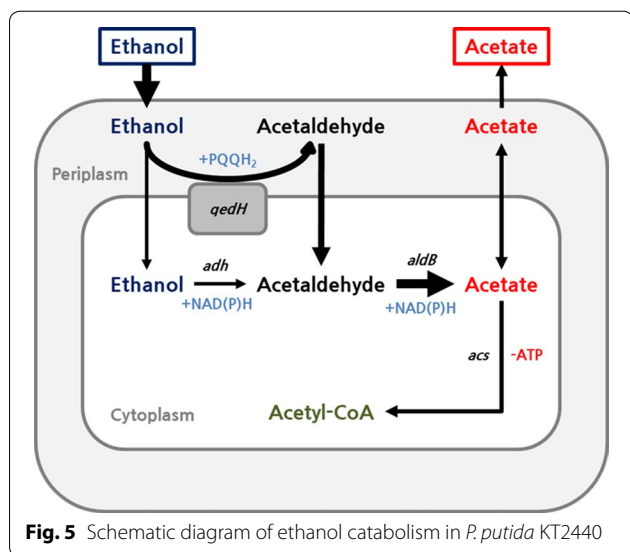 Ethanol Acetate
Ethanol Acetaldehyde Acetate
+PQQH₂
Periplasm
qedH
adh aldB
Ethanol Acetaldehyde Acetate
+NAD(P)H +NAD(P)H
acs -ATP
Cytoplasm Acetyl-CoA
Fig. 5 Schematic diagram of ethanol catabolism in P. putida KT2440